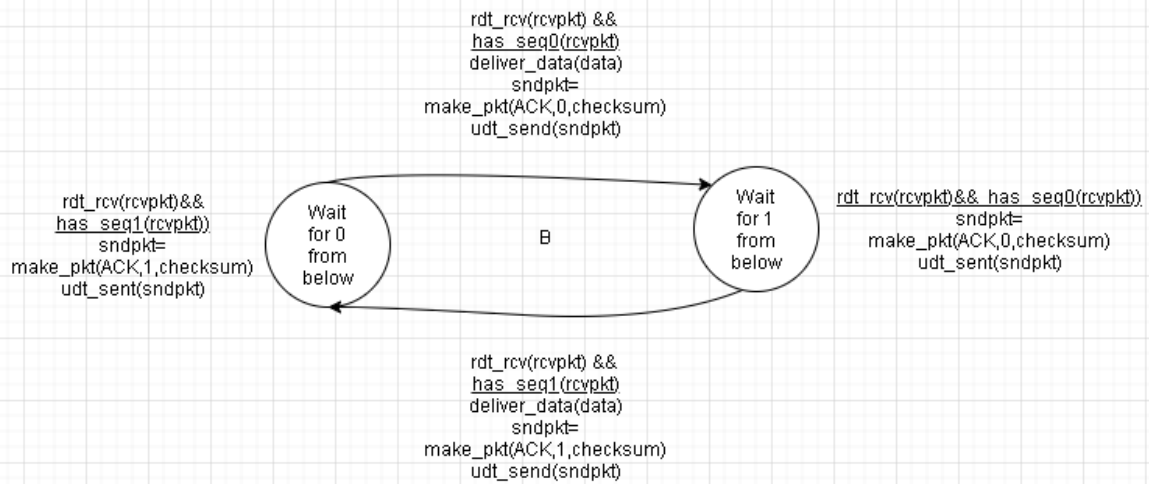 rdt_rcv(rcvpkt) &&
has_seq0(rcvpkt)
deliver_data(data)
sndpkt=
make_pkt(ACK,0,checksum)
udt_send(sndpkt)
rdt_rcv(rcvpkt)&&
has_seq1(rcvpkt))
sndpkt=
make_pkt(ACK,1,checksum)
udt_sent(sndpkt)
Wait
for 0
from
below
B
Wait
for 1
from
below
rdt_rcv(rcvpkt)&& has_seq0(rcvpkt))
sndpkt=
make_pkt(ACK,0,checksum)
udt_send(sndpkt)
rdt_rcv(rcvpkt) &&
has_seq1(rcvpkt)
deliver_data(data)
sndpkt=
make_pkt(ACK,1,checksum)
udt_send(sndpkt)